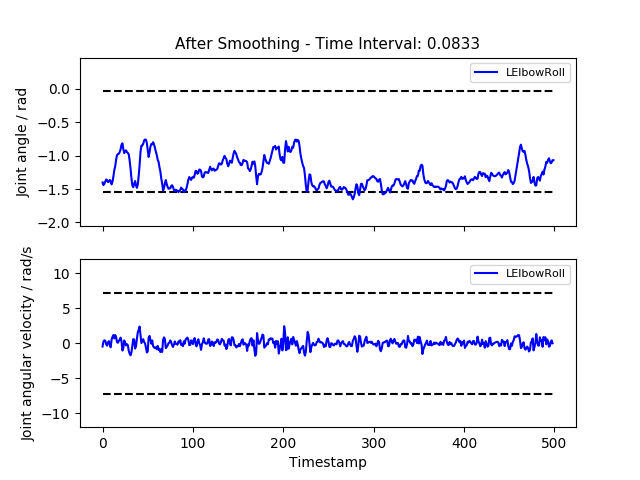 After Smoothing - Time Interval: 0.0833
LElbowRoll
0.0
−0.5
−1.0
−1.5
−2.0
Joint angle / rad
LElbowRoll
10
5
0
−5
−10
Joint angular velocity / rad/s
0
100
200
300
400
500
Timestamp